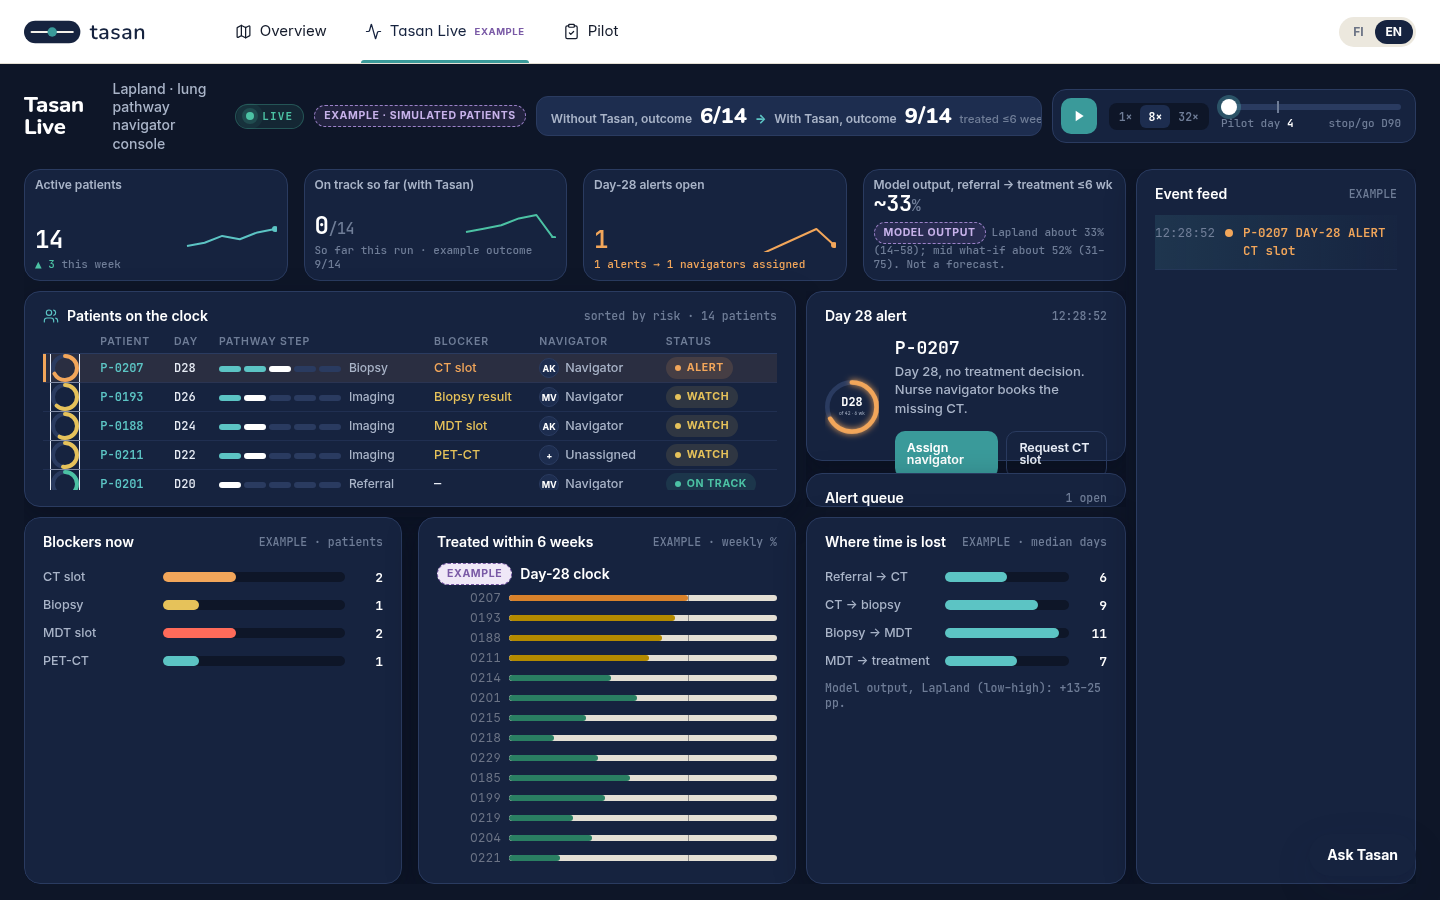 tasan
Overview
Tasan Live EXAMPLE
Pilot
FI EN
Tasan Live
Lapland · lung pathway navigator console
LIVE
EXAMPLE · SIMULATED PATIENTS
Without Tasan, outcome 6/14 → With Tasan, outcome 9/14 treated ≤6 wee
1× 8× 32×
Pilot day 4 stop/go D90
Active patients
14
▲ 3 this week
On track so far (with Tasan)
0/14
So far this run · example outcome
9/14
Day-28 alerts open
1
1 alerts → 1 navigators assigned
Model output, referral → treatment ≤6 wk
~33%
MODEL OUTPUT Lapland about 33%
(14–58); mid what-if about 52% (31–
75). Not a forecast.
Event feed EXAMPLE
12:28:52 P-0207 DAY-28 ALERT
CT slot
Patients on the clock sorted by risk · 14 patients
PATIENT DAY PATHWAY STEP BLOCKER NAVIGATOR STATUS
P-0207 D28 Biopsy CT slot AK Navigator ALERT
P-0193 D26 Imaging Biopsy result MV Navigator WATCH
P-0188 D24 Imaging MDT slot AK Navigator WATCH
P-0211 D22 Imaging PET-CT + Unassigned WATCH
P-0201 D20 Referral – MV Navigator ON TRACK
Day 28 alert 12:28:52
D28
P-0207
Day 28, no treatment decision.
Nurse navigator books the
missing CT.
Assign navigator
Request CT slot
Alert queue 1 open
Blockers now EXAMPLE · patients
CT slot 2
Biopsy 1
MDT slot 2
PET-CT 1
Treated within 6 weeks EXAMPLE · weekly %
EXAMPLE Day-28 clock
0207
0193
0188
0211
0214
0201
0215
0218
0229
0185
0199
0219
0204
0221
Where time is lost EXAMPLE · median days
Referral → CT 6
CT → biopsy 9
Biopsy → MDT 11
MDT → treatment 7
Model output, Lapland (low–high): +13–25
pp.
Ask Tasan